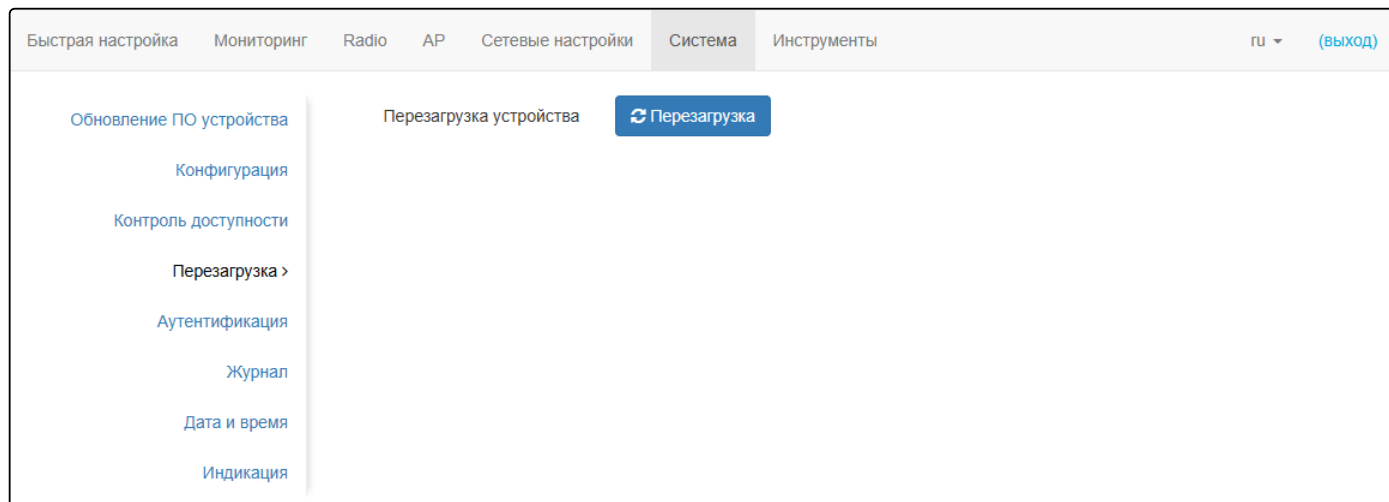 Быстрая настройка Мониторинг Radio AP Сетевые настройки Система Инструменты ru (выход)
Обновление ПО устройства
Перезагрузка устройства Перезагрузка
Конфигурация
Контроль доступности
Перезагрузка >
Аутентификация
Журнал
Дата и время
Индикация